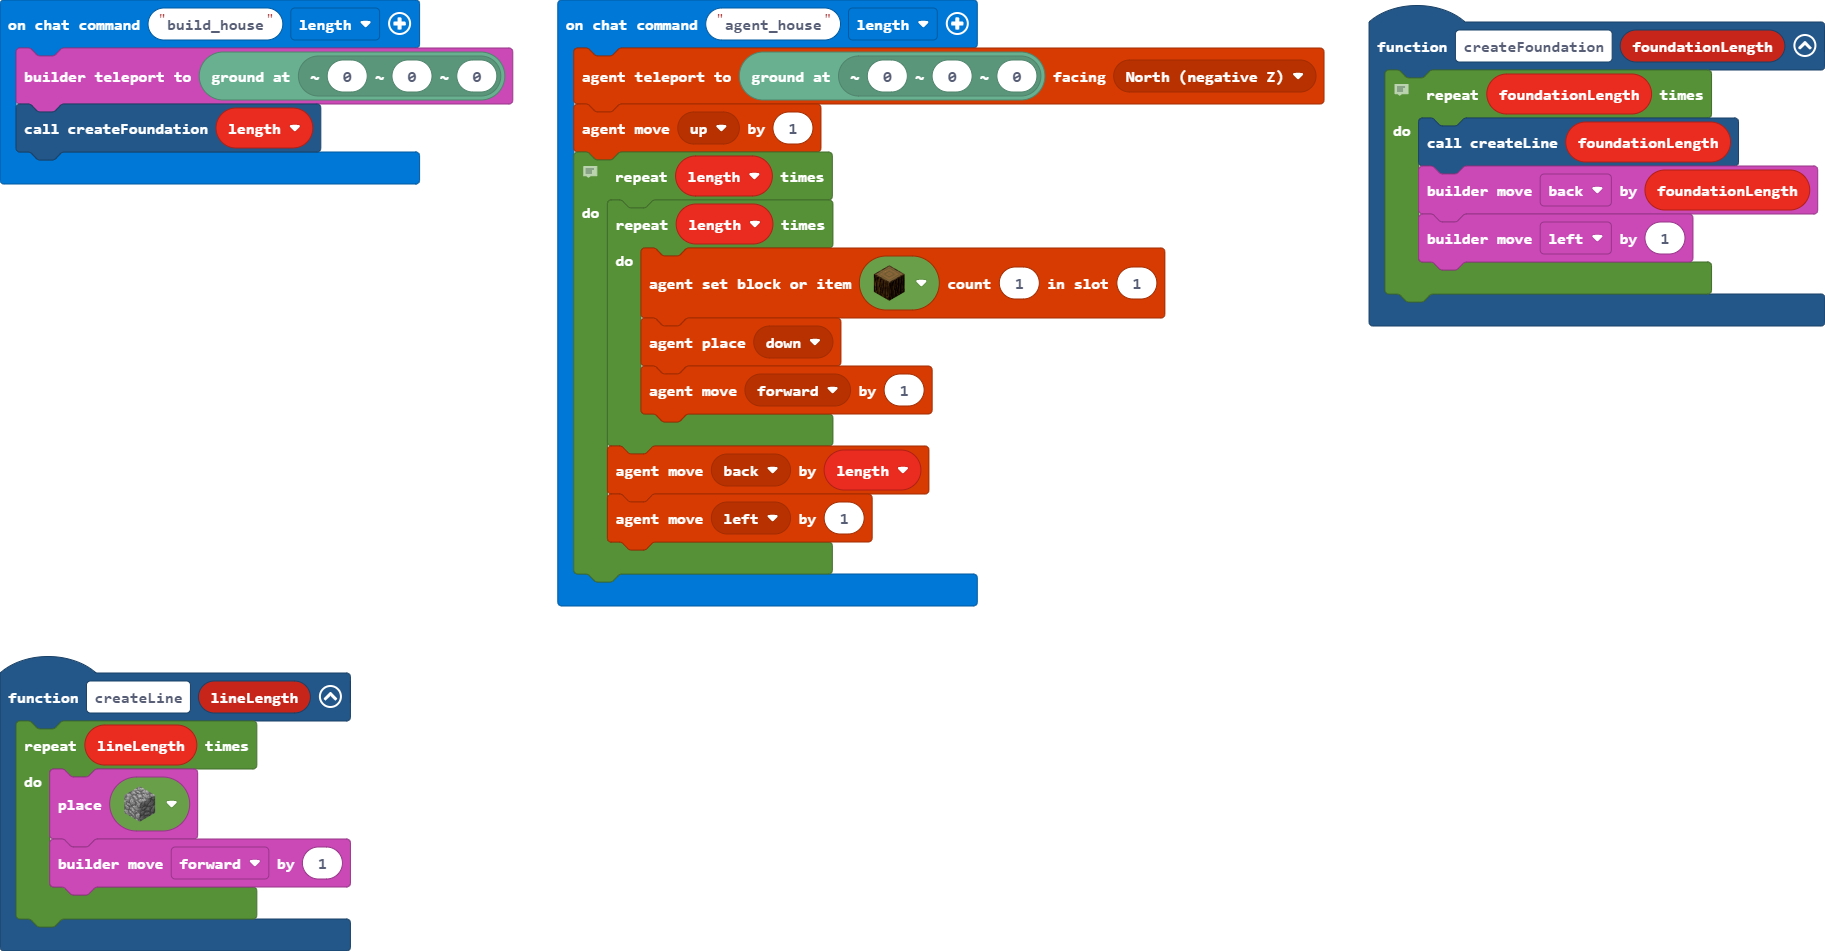 on chat command "build_house" length
builder teleport to ground at ~ 0 ~ 0 ~ 0
call createFoundation length
on chat command "agent_house" length
agent teleport to ground at ~ 0 ~ 0 ~ 0 facing North (negative Z)
agent move up by 1
repeat length times
do
repeat length times
do
agent set block or item count 1 in slot 1
agent place down
agent move forward by 1
agent move back by length
agent move left by 1
function createFoundation foundationLength
repeat foundationLength times
do
call createLine foundationLength
builder move back by foundationLength
builder move left by 1
function createLine lineLength
repeat lineLength times
do
place
builder move forward by 1